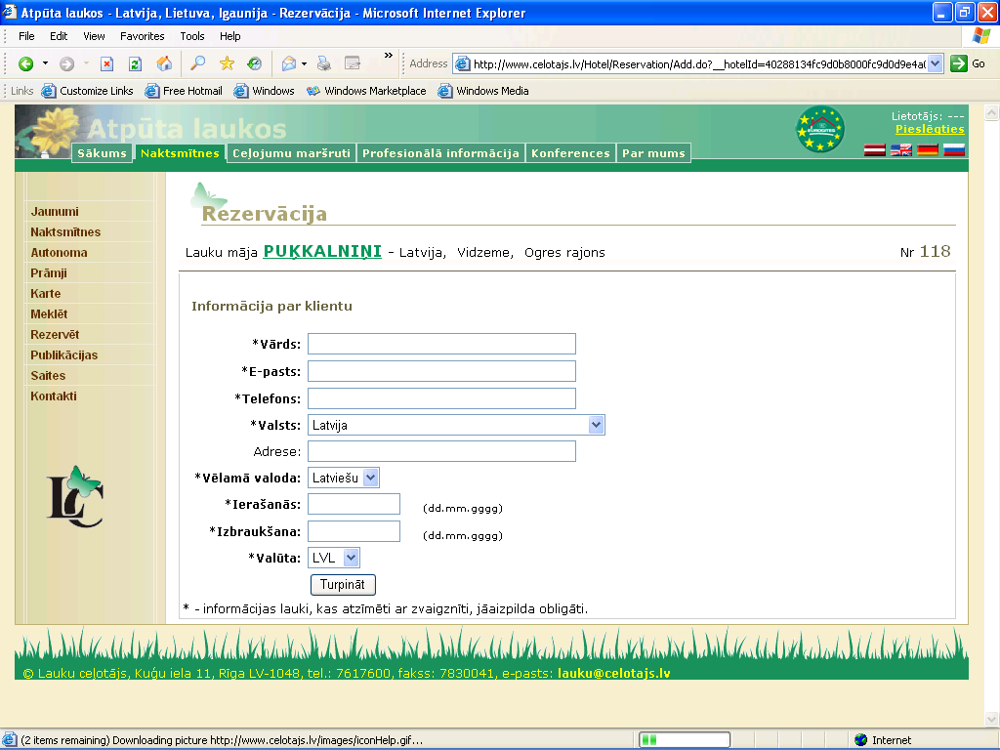 Atpūta laukos - Latvija, Lietuva, Igaunija - Rezervācija - Microsoft Internet Explorer
File Edit View Favorites Tools Help
» Address http://www.celotajs.lv/Hotel/Reservation/Add.do?__hotelId=40288134fc9d0b8000fc9d0d9e4a Go
Links Customize Links Free Hotmail Windows Windows Marketplace Windows Media
Atpūta laukos
Lietotājs: ---
Pieslēgties
Sākums Naktsmītnes Ceļojumu maršruti Profesionālā informācija Konferences Par mums
Jaunumi
Naktsmītnes
Autonoma
Prāmji
Karte
Meklēt
Rezervēt
Publikācijas
Saites
Kontakti
LC
Rezervācija
Lauku māja PUĶKALNIŅI - Latvija, Vidzeme, Ogres rajons Nr 118
Informācija par klientu
*Vārds:
*E-pasts:
*Telefons:
*Valsts: Latvija
Adrese:
*Vēlamā valoda: Latviešu
*Ierašanās: (dd.mm.gggg)
*Izbraukšana: (dd.mm.gggg)
*Valūta: LVL
Turpināt
* - informācijas lauki, kas atzīmēti ar zvaigznīti, jāaizpilda obligāti.
© Lauku ceļotājs, Kuģu iela 11, Rīga LV-1048, tel.: 7617600, fakss: 7830041, e-pasts: lauku@celotajs.lv
(2 items remaining) Downloading picture http://www.celotajs.lv/images/iconHelp.gif... Internet